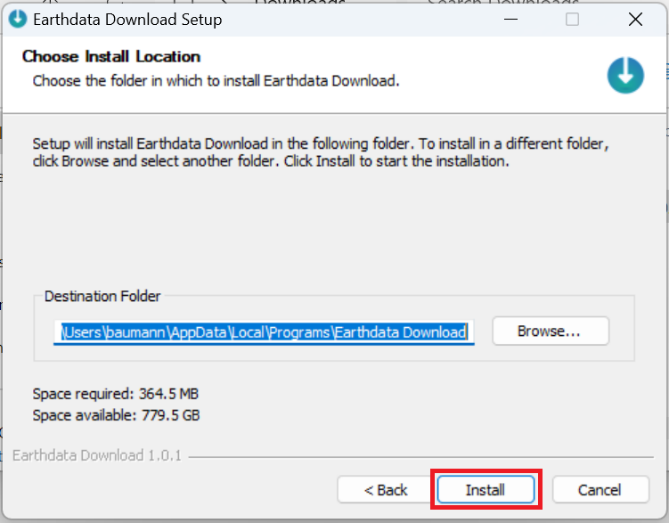 Earthdata Download Setup
Choose Install Location
Choose the folder in which to install Earthdata Download.
Setup will install Earthdata Download in the following folder. To install in a different folder,
click Browse and select another folder. Click Install to start the installation.
Destination Folder
\Users\baumann\AppData\Local\Programs\Earthdata Download
Browse...
Space required: 364.5 MB
Space available: 779.5 GB
Earthdata Download 1.0.1
< Back
Install
Cancel